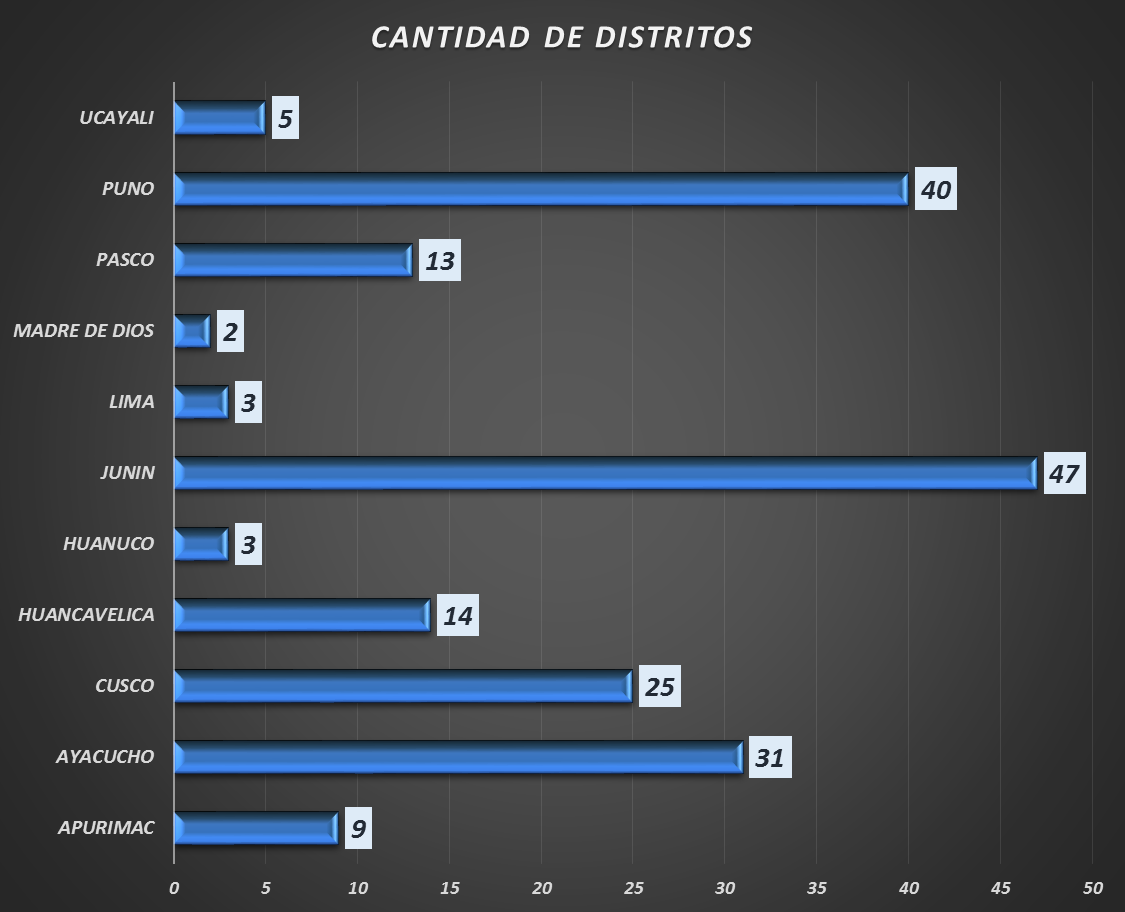 CANTIDAD DE DISTRITOS
UCAYALI 5
PUNO 40
PASCO 13
MADRE DE DIOS 2
LIMA 3
JUNIN 47
HUANUCO 3
HUANCAVELICA 14
CUSCO 25
AYACUCHO 31
APURIMAC 9
0 5 10 15 20 25 30 35 40 45 50